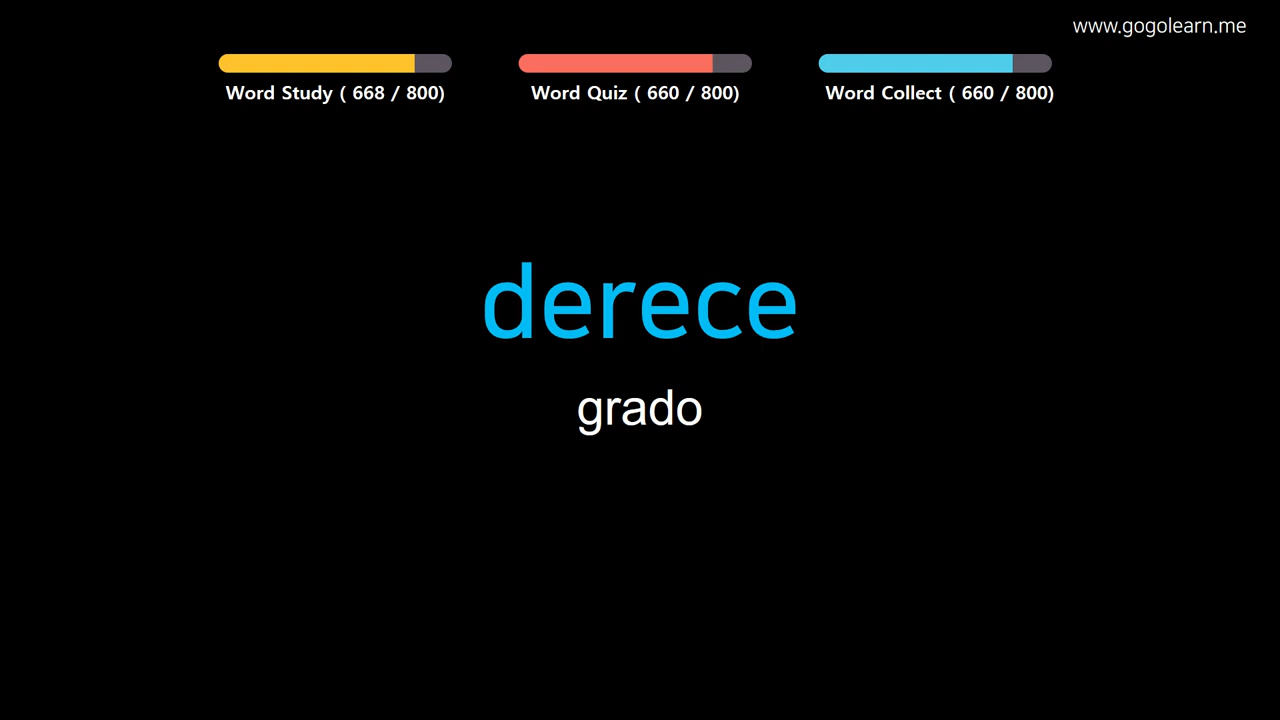 www.gogolearn.me
Word Study ( 668 / 800)
Word Quiz ( 660 / 800)
Word Collect ( 660 / 800)
derece
grado